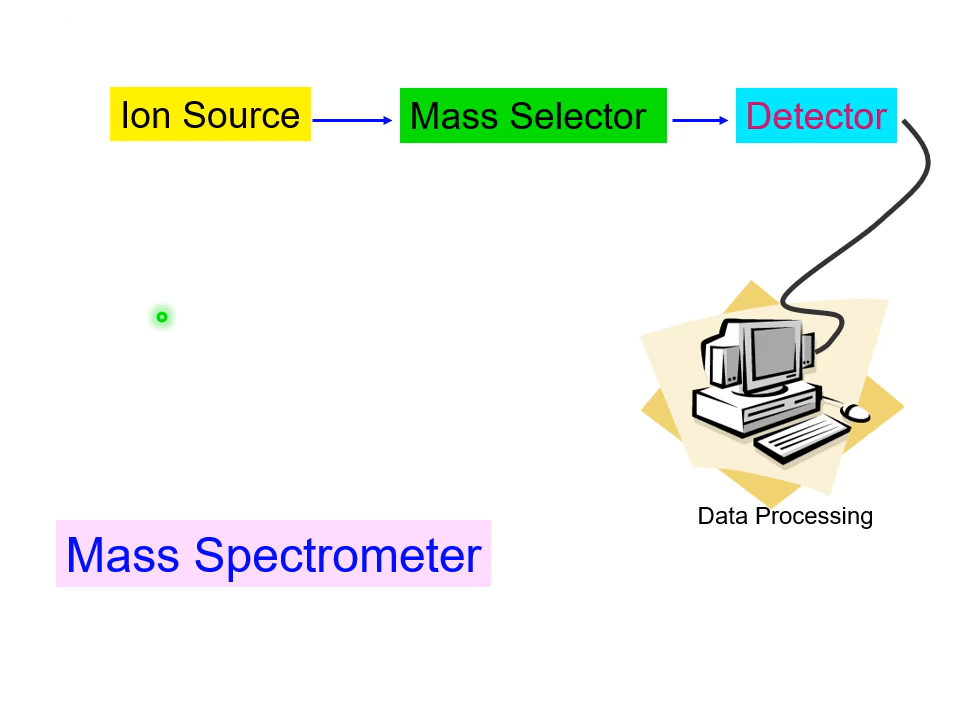 Ion Source
Mass Selector
Detector
Data Processing
Mass Spectrometer